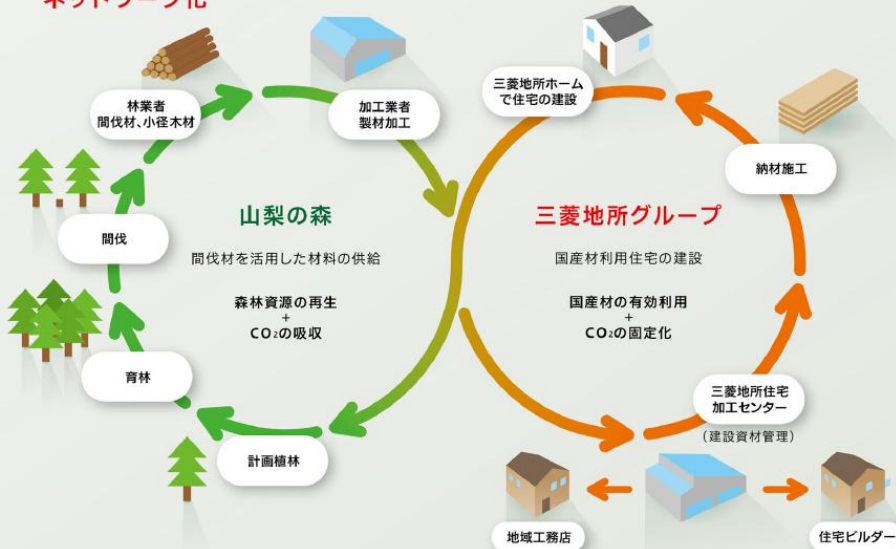 ネットワーク化
林業者
間伐材、小径木材
加工業者
製材加工
三菱地所ホーム
で住宅の建設
納材施工
間伐
山梨の森
間伐材を活用した材料の供給
森林資源の再生
+
CO₂の吸収
三菱地所グループ
国産材利用住宅の建設
国産材の有効利用
+
CO₂の固定化
育林
計画植林
三菱地所住宅
加工センター
(建設資材管理)
地域工務店
住宅ビルダー